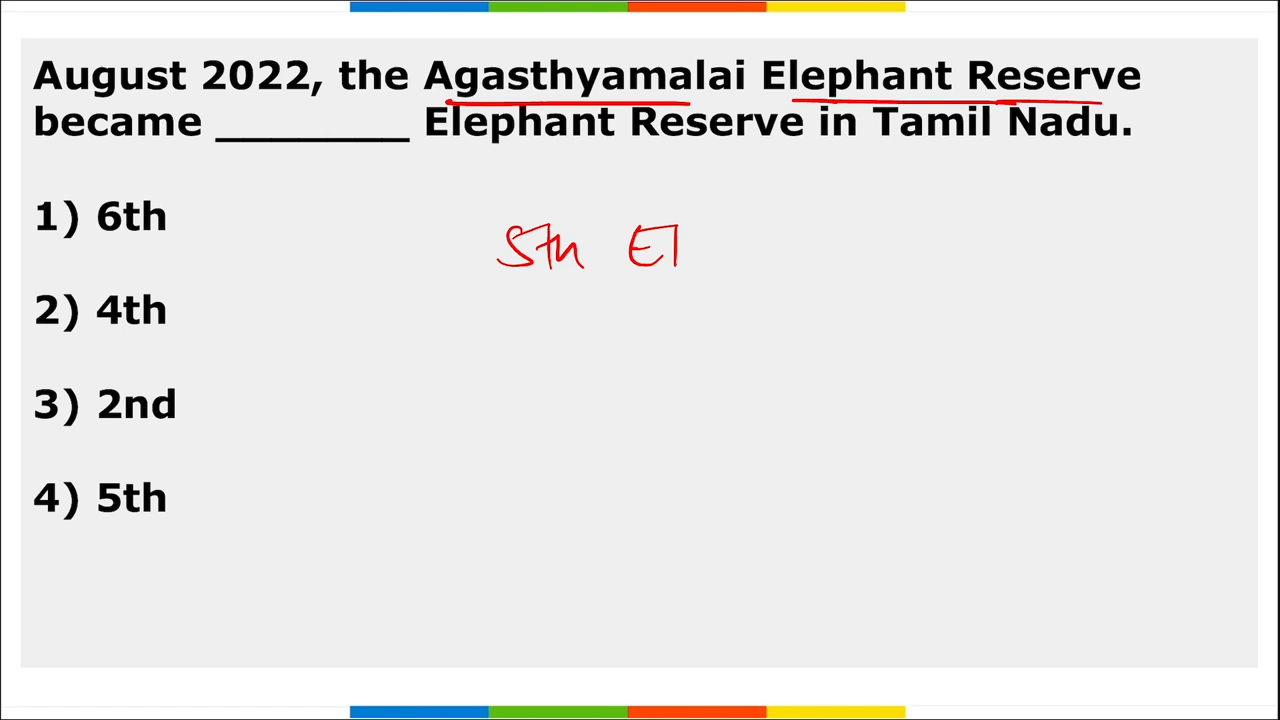 August 2022, the Agasthyamalai Elephant Reserve
became ________ Elephant Reserve in Tamil Nadu.
1) 6th
5th El
2) 4th
3) 2nd
4) 5th